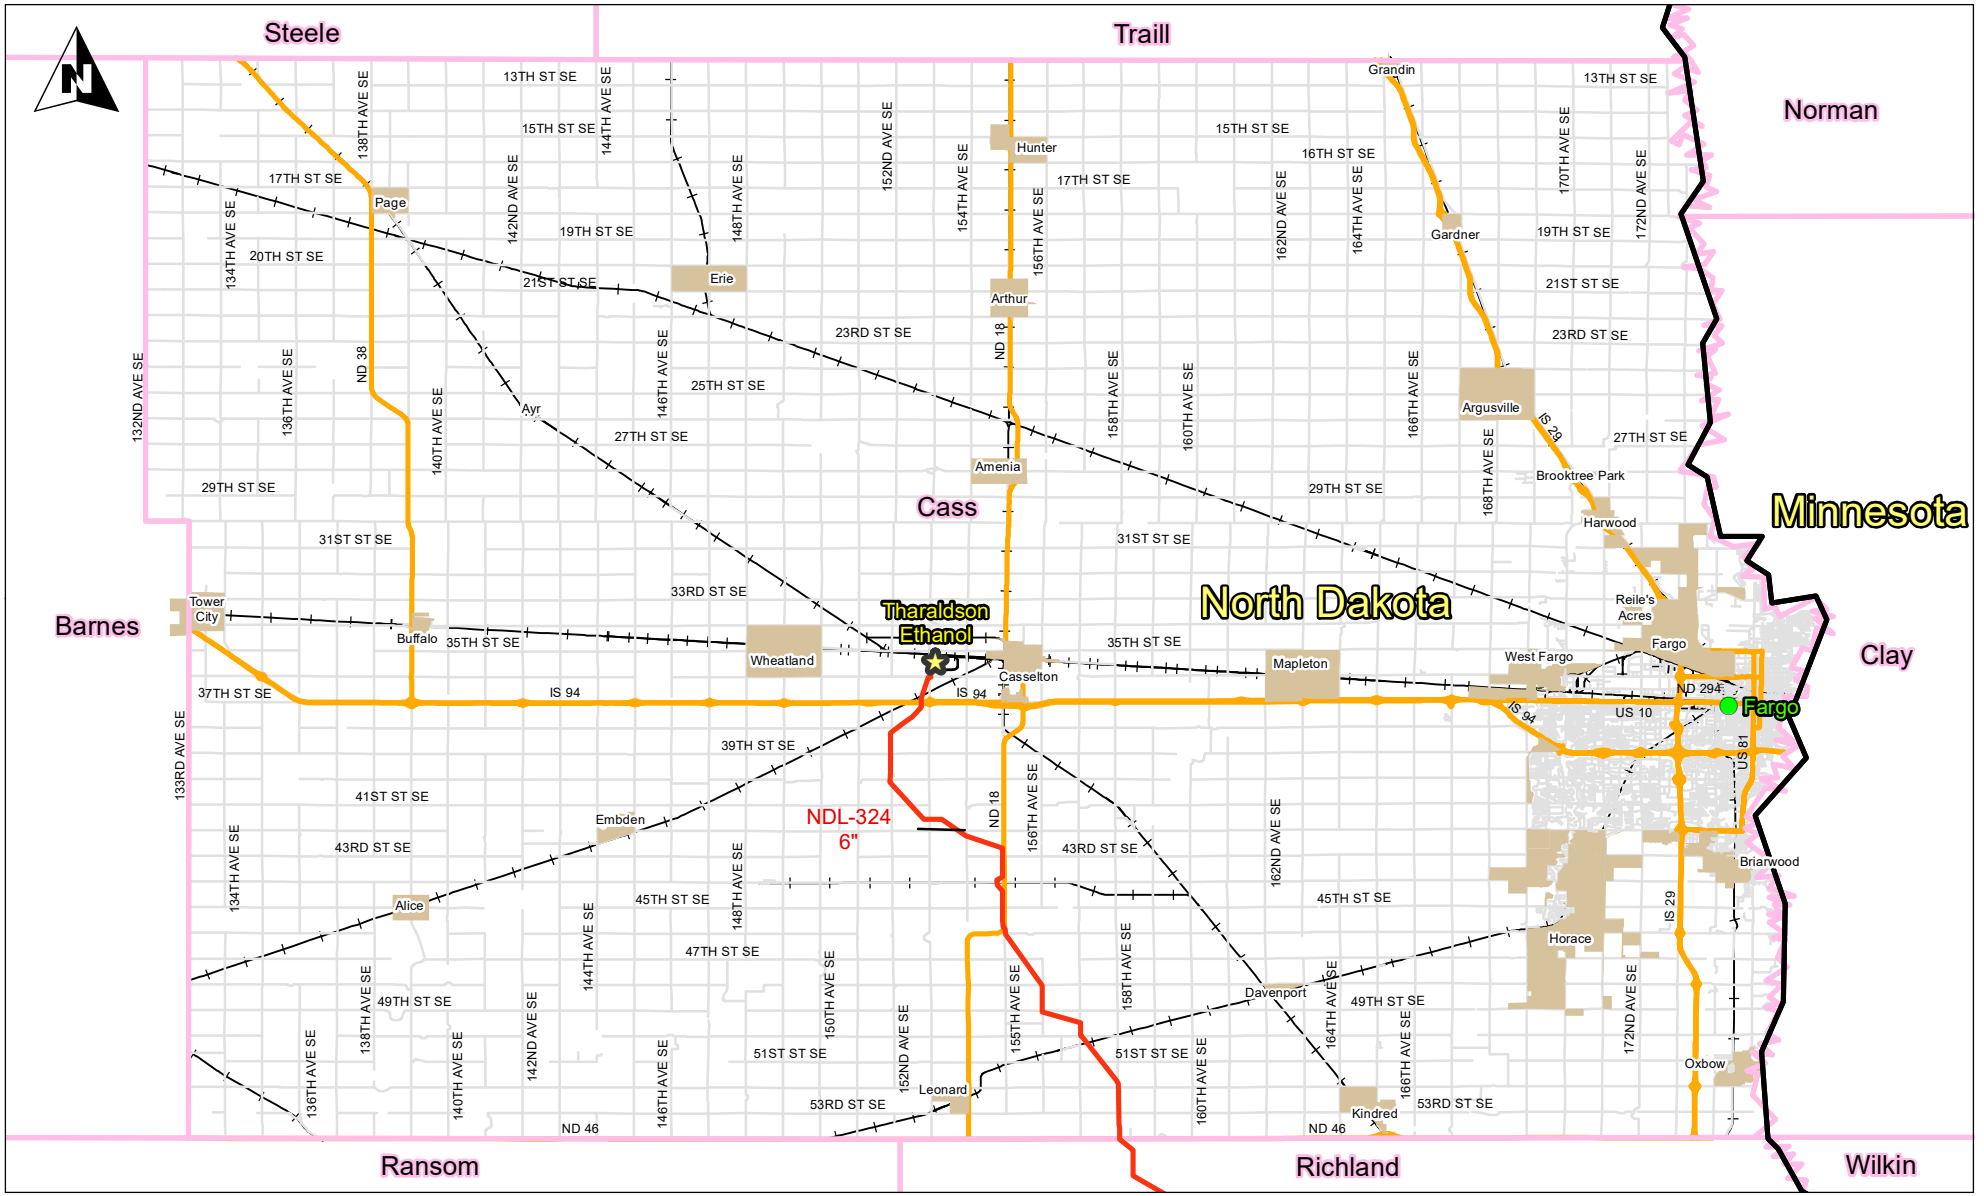 Steele
Traill
N
Grandin
13TH ST SE
13TH ST SE
138TH AVE SE
144TH AVE SE
Norman
152ND AVE SE
15TH ST SE
15TH ST SE
170TH AVE SE
Hunter
16TH ST SE
142ND AVE SE
148TH AVE SE
154TH AVE SE
172ND AVE SE
17TH ST SE
17TH ST SE
162ND AVE SE
164TH AVE SE
Page
134TH AVE SE
156TH AVE SE
19TH ST SE
Gardner
19TH ST SE
20TH ST SE
21ST ST SE
Erie
21ST ST SE
Arthur
23RD ST SE
ND 18
23RD ST SE
132ND AVE SE
136TH AVE SE
ND 38
146TH AVE SE
158TH AVE SE
160TH AVE SE
166TH AVE SE
25TH ST SE
140TH AVE SE
Ayr
Argusville
IS 29
27TH ST SE
27TH ST SE
168TH AVE SE
Amenia
Brooktree Park
29TH ST SE
29TH ST SE
Cass
Minnesota
Harwood
31ST ST SE
31ST ST SE
33RD ST SE
North Dakota
Tower
City
Tharaldson
Ethanol
Reile's
Acres
Barnes
Buffalo
35TH ST SE
35TH ST SE
Fargo
Clay
Wheatland
Casselton
Mapleton
West Fargo
37TH ST SE
IS 94
IS 94
ND 294
IS 94
US 10
Fargo
133RD AVE SE
39TH ST SE
US 81
41ST ST SE
ND 18
156TH AVE SE
162ND AVE SE
NDL-324
6"
Embden
134TH AVE SE
43RD ST SE
148TH AVE SE
43RD ST SE
Briarwood
Alice
45TH ST SE
45TH ST SE
IS 29
144TH AVE SE
Horace
47TH ST SE
150TH AVE SE
158TH AVE SE
138TH AVE SE
142ND AVE SE
155TH AVE SE
164TH AVE SE
172ND AVE SE
49TH ST SE
Davenport
49TH ST SE
136TH AVE SE
140TH AVE SE
146TH AVE SE
152ND AVE SE
160TH AVE SE
166TH AVE SE
51ST ST SE
51ST ST SE
Oxbow
Leonard
53RD ST SE
53RD ST SE
Kindred
ND 46
ND 46
Ransom
Richland
Wilkin